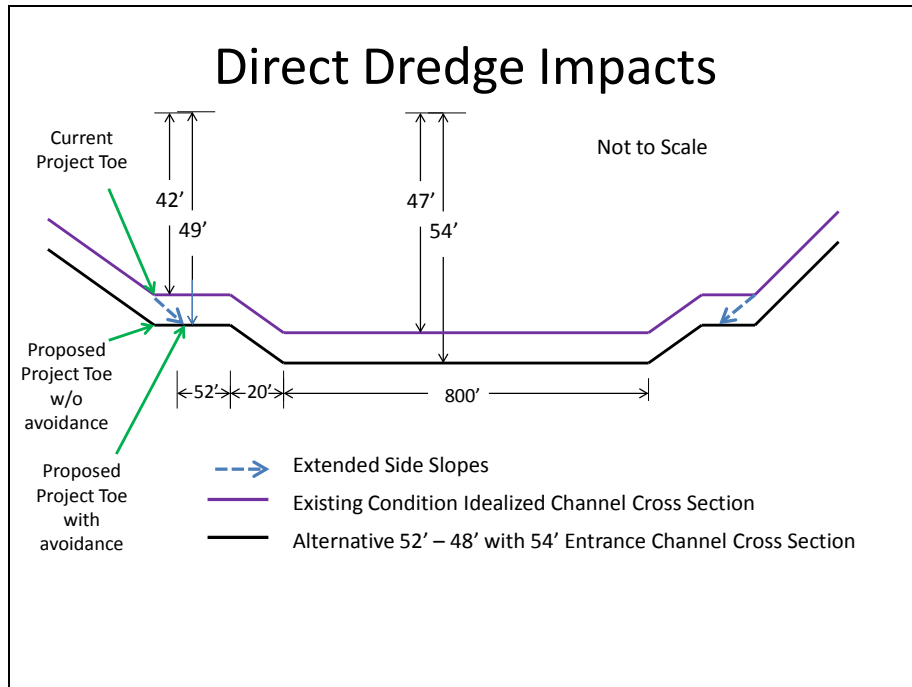 Direct Dredge Impacts
Current
Project Toe
Not to Scale
42’
47’
49’
54’
Proposed
Project Toe
w/o
avoidance
52’
20’
800’
Proposed
Project Toe
with
avoidance
Extended Side Slopes
Existing Condition Idealized Channel Cross Section
Alternative 52’ – 48’ with 54’ Entrance Channel Cross Section